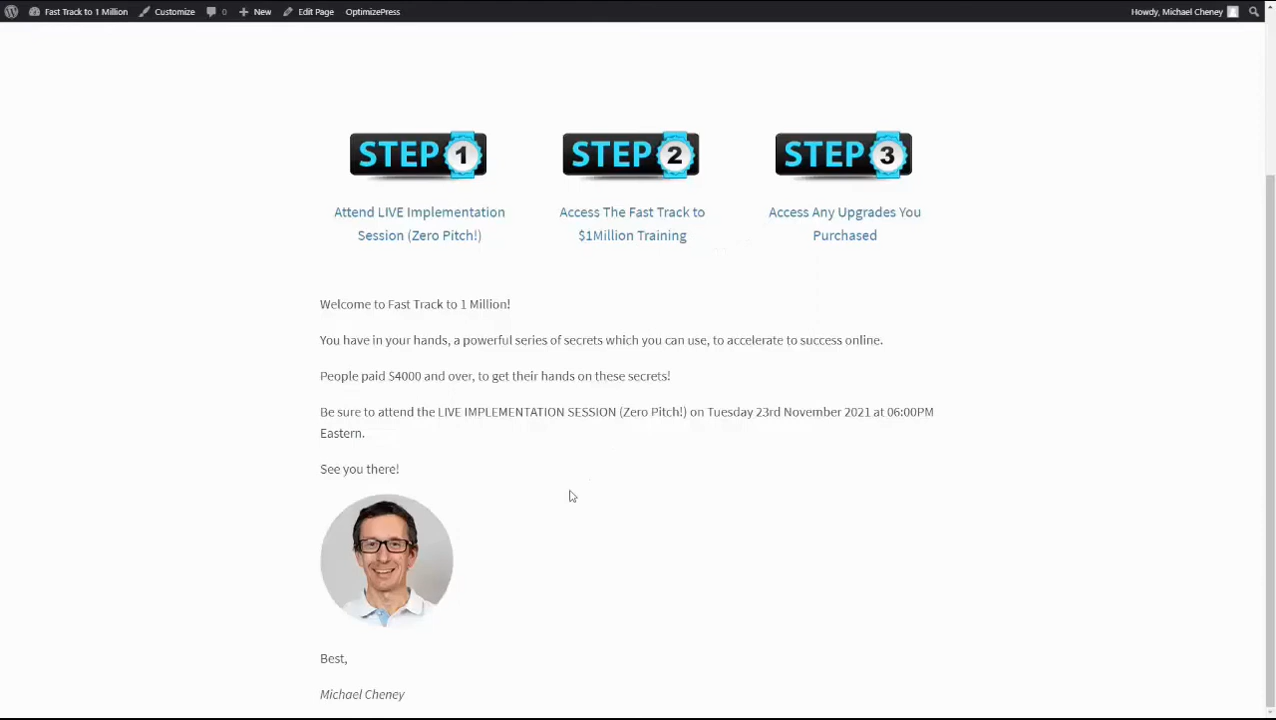 Fast Track to 1 Million Customize 0 New Edit Page OptimizePress Howdy, Michael Cheney
STEP 1 STEP 2 STEP 3
Attend LIVE Implementation Access The Fast Track to Access Any Upgrades You
Session (Zero Pitch!) $1Million Training Purchased
Welcome to Fast Track to 1 Million!
You have in your hands, a powerful series of secrets which you can use, to accelerate to success online.
People paid $4000 and over, to get their hands on these secrets!
Be sure to attend the LIVE IMPLEMENTATION SESSION (Zero Pitch!) on Tuesday 23rd November 2021 at 06:00PM
Eastern.
See you there!
Best,
Michael Cheney